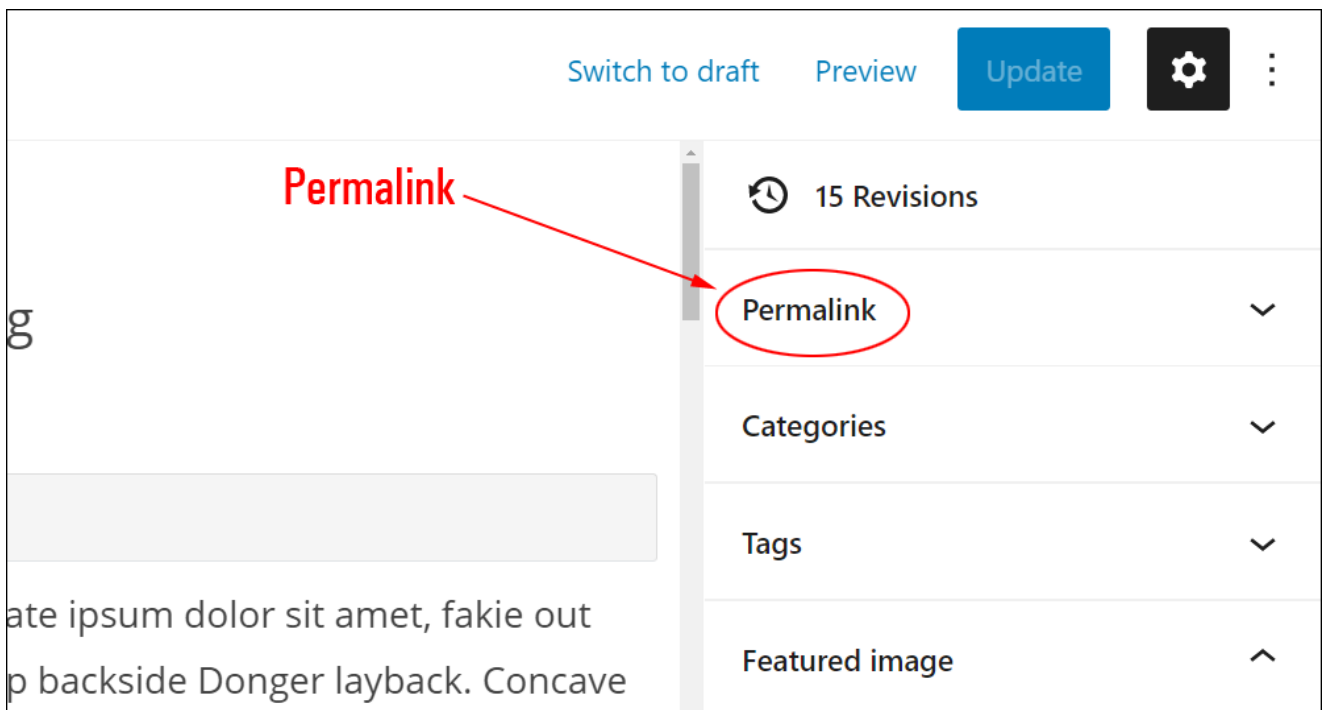 Switch to draft Preview Update
Permalink
15 Revisions
g
Permalink
Categories
Tags
ate ipsum dolor sit amet, fakie out
p backside Donger layback. Concave
Featured image